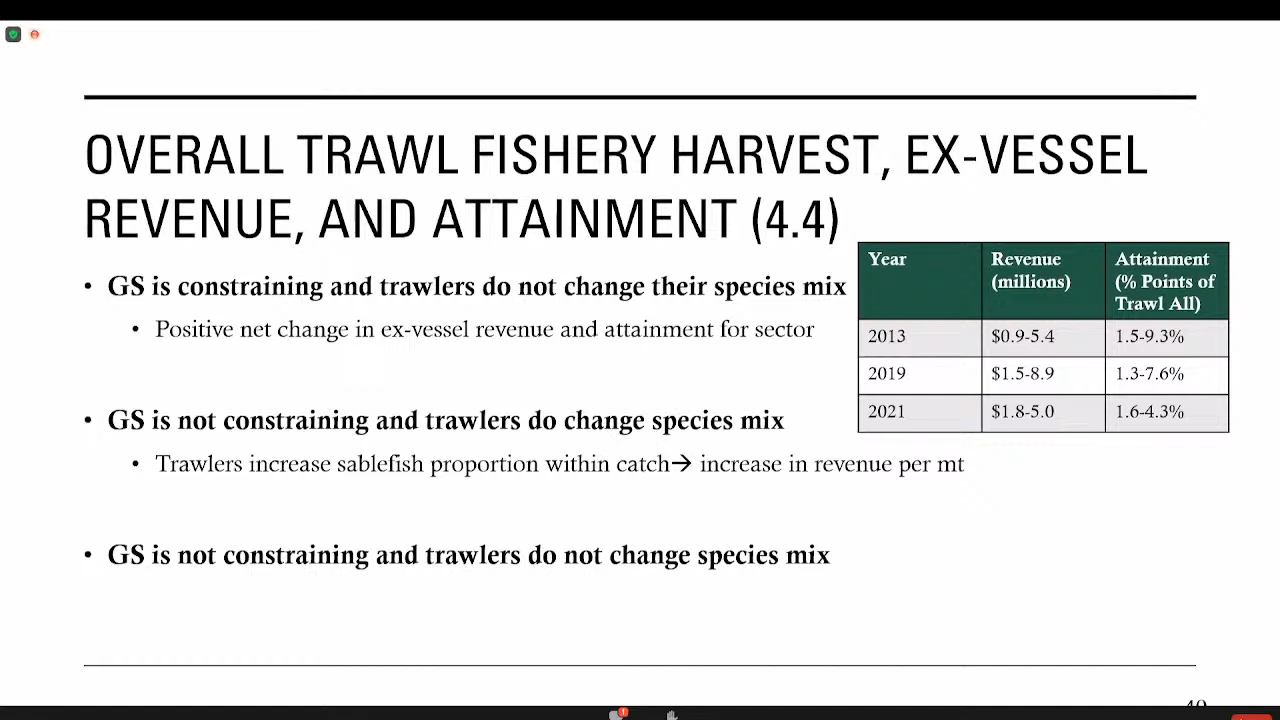 OVERALL TRAWL FISHERY HARVEST, EX-VESSEL
REVENUE, AND ATTAINMENT (4.4)
• GS is constraining and trawlers do not change their species mix
• Positive net change in ex-vessel revenue and attainment for sector
• GS is not constraining and trawlers do change species mix
• Trawlers increase sablefish proportion within catch→ increase in revenue per mt
• GS is not constraining and trawlers do not change species mix
Year Revenue (millions) Attainment (% Points of Trawl All)
2013 $0.9-5.4 1.5-9.3%
2019 $1.5-8.9 1.3-7.6%
2021 $1.8-5.0 1.6-4.3%
1